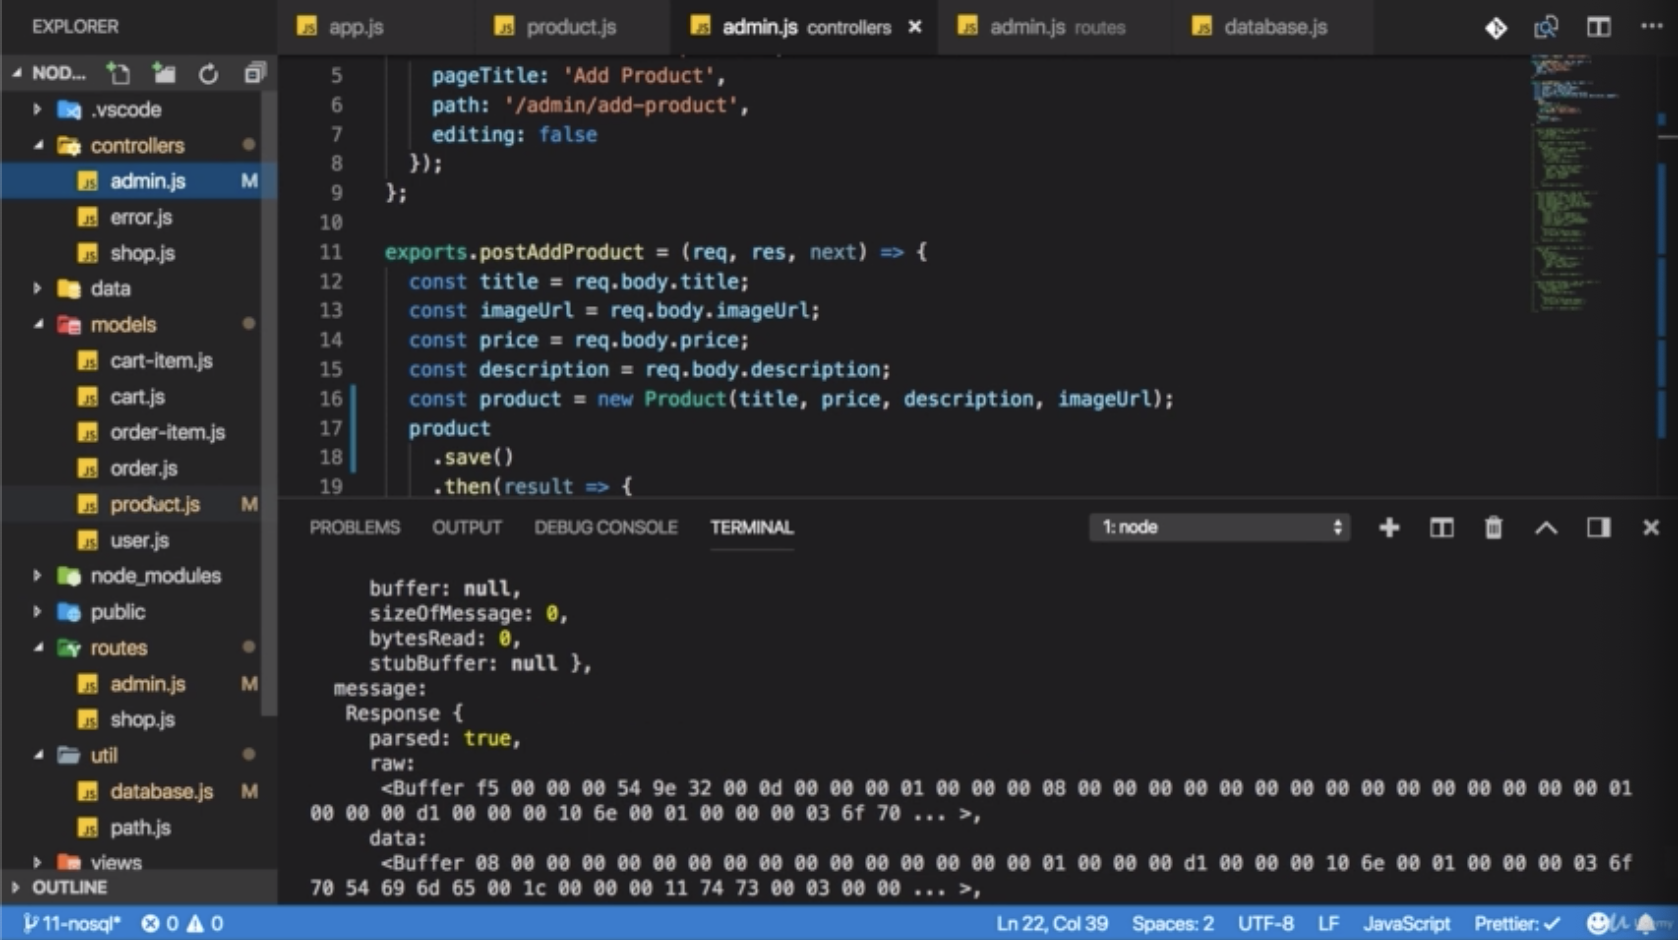 EXPLORER
app.js
product.js
admin.js controllers
admin.js routes
database.js
NOD...
.vscode
controllers
admin.js M
error.js
shop.js
data
models
cart-item.js
cart.js
order-item.js
order.js
product.js M
user.js
node_modules
public
routes
admin.js M
shop.js
util
database.js M
path.js
views
OUTLINE
5 pageTitle: 'Add Product',
6 path: '/admin/add-product',
7 editing: false
8 });
9 };
10
11 exports.postAddProduct = (req, res, next) => {
12 const title = req.body.title;
13 const imageUrl = req.body.imageUrl;
14 const price = req.body.price;
15 const description = req.body.description;
16 const product = new Product(title, price, description, imageUrl);
17 product
18 .save()
19 .then(result => {
PROBLEMS OUTPUT DEBUG CONSOLE TERMINAL
1: node
buffer: null,
sizeOfMessage: 0,
bytesRead: 0,
stubBuffer: null },
message:
Response {
parsed: true,
raw:
<Buffer f5 00 00 00 54 9e 32 00 0d 00 00 00 01 00 00 00 08 00 00 00 00 00 00 00 00 00 00 00 00 00 01
00 00 00 d1 00 00 00 10 6e 00 01 00 00 00 03 6f 70 ... >,
data:
<Buffer 08 00 00 00 00 00 00 00 00 00 00 00 00 00 00 00 01 00 00 00 d1 00 00 00 10 6e 00 01 00 00 00 03 6f
70 54 69 6d 65 00 1c 00 00 00 11 74 73 00 03 00 00 ... >,
11-nosql* 0 0
Ln 22, Col 39 Spaces: 2 UTF-8 LF JavaScript Prettier: ✓